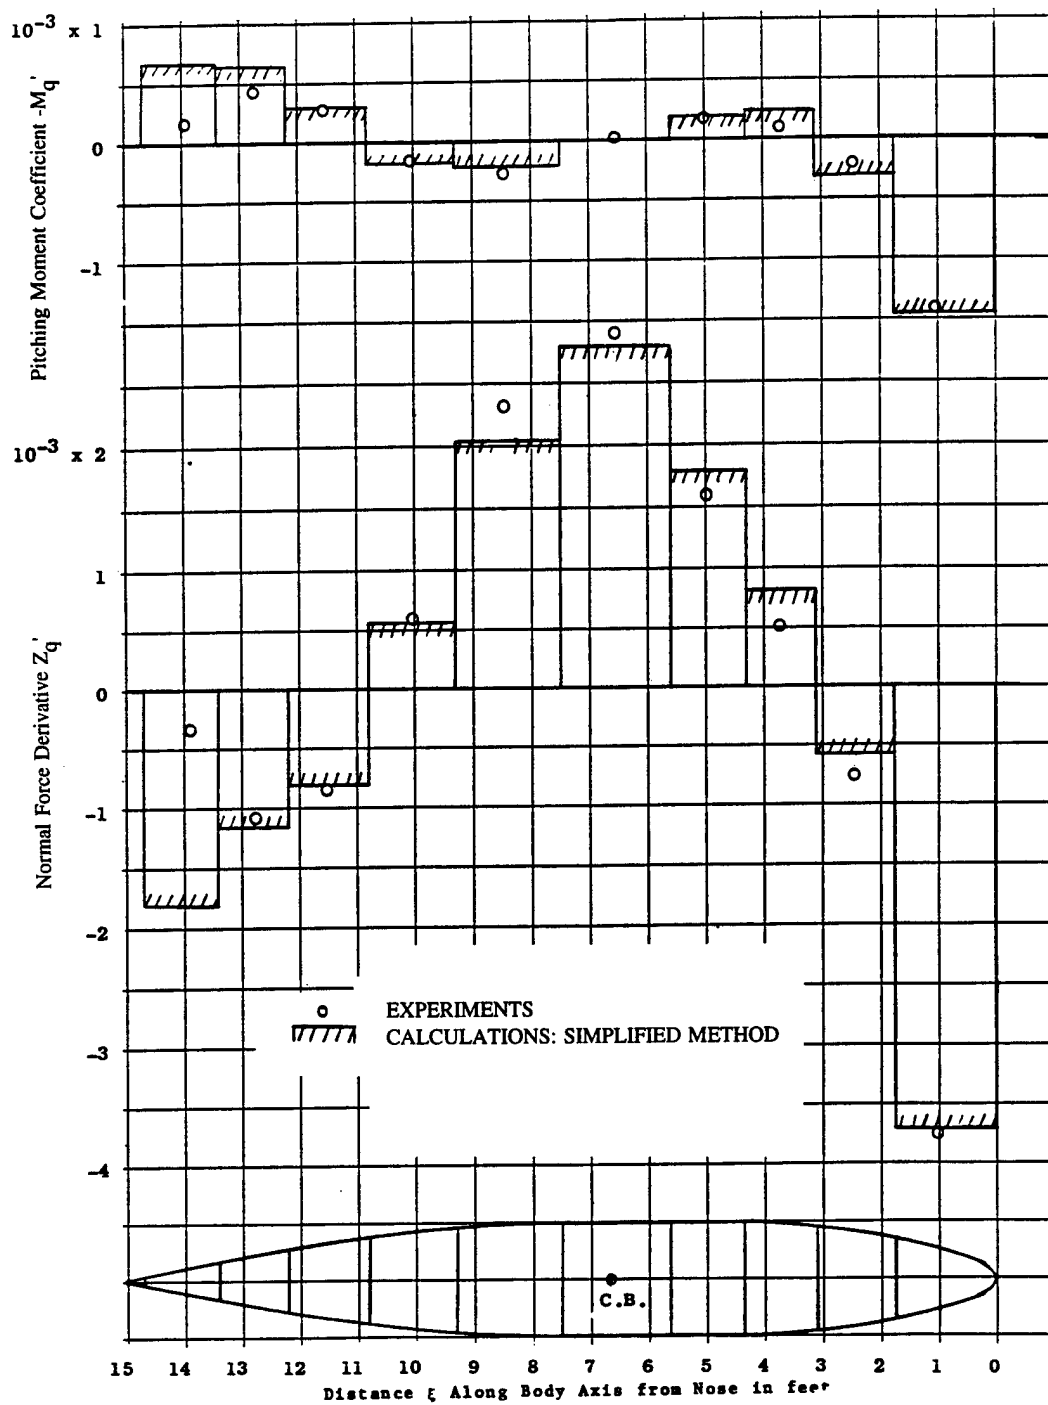 10⁻³ x 1
0
-1
Pitching Moment Coefficient -M'q
10⁻³ x 2
1
0
-1
-2
-3
-4
Normal Force Derivative Z'q
EXPERIMENTS
CALCULATIONS: SIMPLIFIED METHOD
C.B.
15 14 13 12 11 10 9 8 7 6 5 4 3 2 1 0
Distance ξ Along Body Axis from Nose in feet